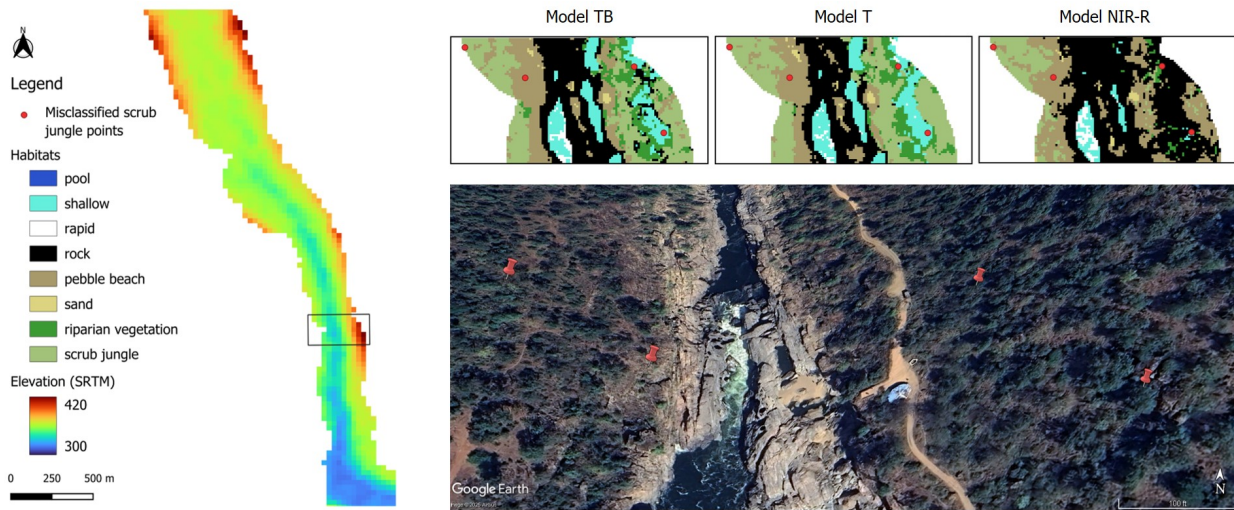 N
Legend
Misclassified scrub
jungle points
Habitats
pool
shallow
rapid
rock
pebble beach
sand
riparian vegetation
scrub jungle
Elevation (SRTM)
420
300
0 250 500 m
Model TB
Model T
Model NIR-R
Google Earth
100 ft
N